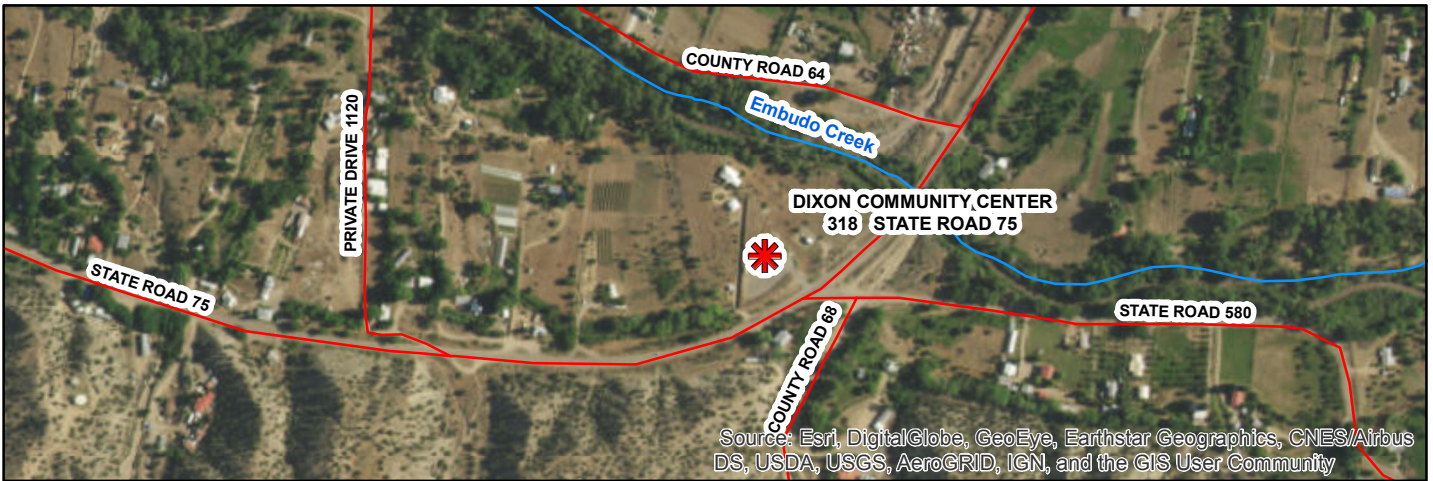 COUNTY ROAD 64
PRIVATE DRIVE 1120
Embudo Creek
DIXON COMMUNITY CENTER
318 STATE ROAD 75
STATE ROAD 75
STATE ROAD 580
COUNTY ROAD 68
Source: Esri, DigitalGlobe, GeoEye, Earthstar Geographics, CNES/Airbus
DS, USDA, USGS, AeroGRID, IGN, and the GIS User Community